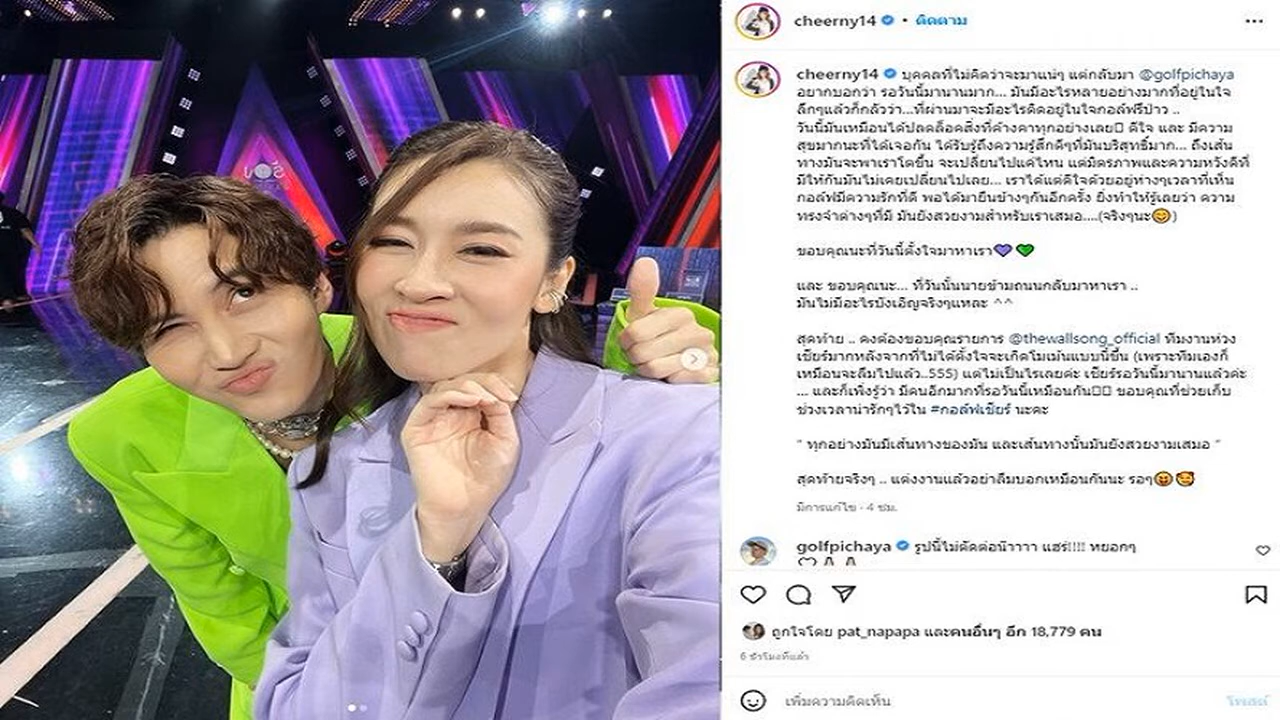 cheerny14 • ติดตาม
cheerny14 บุคคลที่ไม่คิดว่าจะมาแน่ๆ แต่กลับมา @golfpichaya
อยากบอกว่า รอวันนี้มานานมาก... มันมีอะไรหลายอย่างมากที่อยู่ในใจ
ลึกๆแล้วก็กลัวว่า...ที่ผ่านมาจะมีอะไรติดอยู่ในใจกอล์ฟรึป่าว ..
วันนี้มันเหมือนได้ปลดล็อคสิ่งที่ค้างคาทุกอย่างเลย ดีใจ และ มีความ
สุขมากนะที่ได้เจอกัน ได้รับรู้ถึงความรู้สึกดีๆที่มันบริสุทธิ์มาก... ถึงเส้น
ทางมันจะพาเราโตขึ้น จะเปลี่ยนไปแค่ไหน แต่มิตรภาพและความหวังดีที่
มีให้กันมันไม่เคยเปลี่ยนไปเลย... เราได้แต่ดีใจด้วยอยู่ห่างๆเวลาที่เห็น
กอล์ฟมีความรักที่ดี พอได้มายืนข้างๆกันอีกครั้ง ยิ่งทำให้รู้เลยว่า ความ
ทรงจำต่างๆที่มี มันยังสวยงามสำหรับเราเสมอ....(จริงๆนะ😊)
ขอบคุณนะที่วันนี้ตั้งใจมาหาเรา💜💚
และ ขอบคุณนะ... ที่วันนั้นนายข้ามถนนกลับมาหาเรา ..
มันไม่มีอะไรบังเอิญจริงๆแหละ ^^
สุดท้าย .. คงต้องขอบคุณรายการ @thewallsong_official ทีมงานห่วง
เชียร์มากหลังจากที่ไม่ได้ตั้งใจจะเกิดโมเม้นแบบนี้ขึ้น (เพราะทีมเองก็
เหมือนจะลืมไปแล้ว..555) แต่ไม่เป็นไรเลยค่ะ เชียร์รอวันนี้มานานแล้วค่ะ
... และก็เพิ่งรู้ว่า มีคนอีกมากที่รอวันนี้เหมือนกัน ขอบคุณที่ช่วยเก็บ
ช่วงเวลาน่ารักๆไว้ใน #กอล์ฟเชียร์ นะคะ
" ทุกอย่างมันมีเส้นทางของมัน และเส้นทางนั้นมันยังสวยงามเสมอ "
สุดท้ายจริงๆ .. แต่งงานแล้วอย่าลืมบอกเหมือนกันนะ รอๆ😝🥰
มีการแก้ไข · 4 ชม.
golfpichaya รูปนี้ไม่ตัดต่อน๊าาาา แฮร่!!!! หยอกๆ
ถูกใจโดย pat_napapa และคนอื่นๆ อีก 18,779 คน
6 ชั่วโมงที่แล้ว
เพิ่มความคิดเห็น
โพสต์